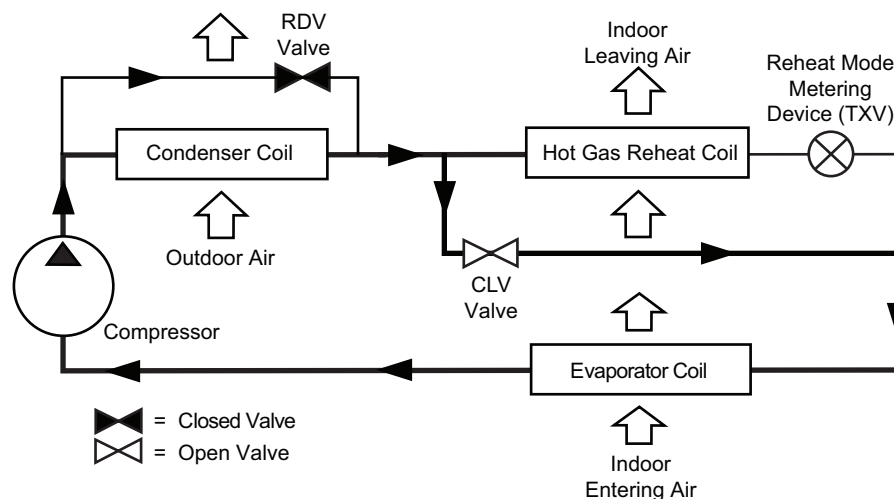 RDV
Valve
Indoor
Leaving Air
Reheat Mode
Metering
Device (TXV)
Condenser Coil
Hot Gas Reheat Coil
Outdoor Air
CLV
Valve
Compressor
Evaporator Coil
= Closed Valve
= Open Valve
Indoor
Entering Air